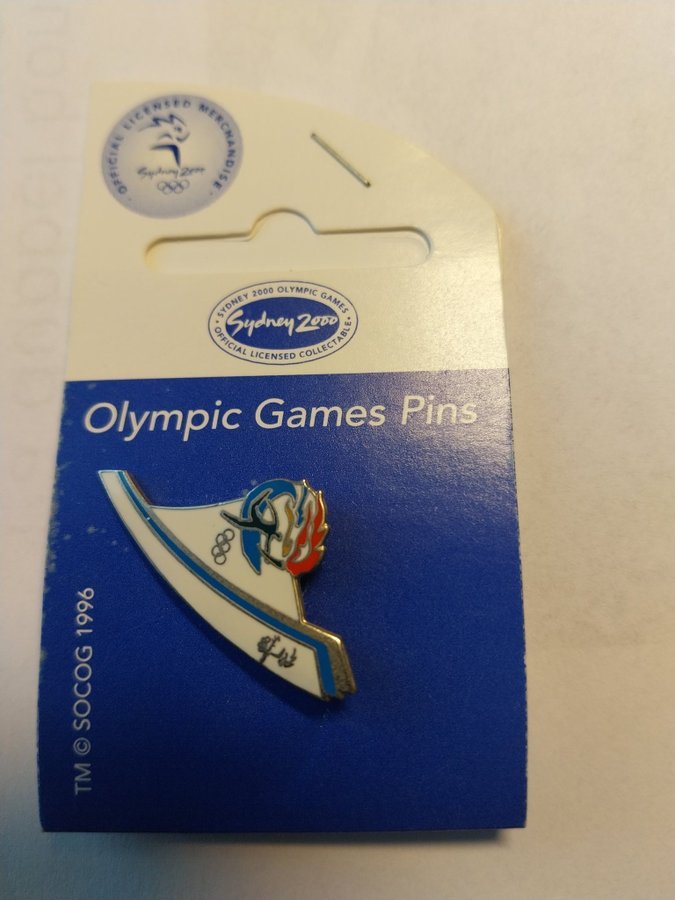 · OFFICIAL LICENSED MERCHANDISE ·
Sydney 2000
· SYDNEY 2000 OLYMPIC GAMES ·
Sydney 2000
OFFICIAL LICENSED COLLECTABLE
Olympic Games Pins
TM © SOCOG 1996